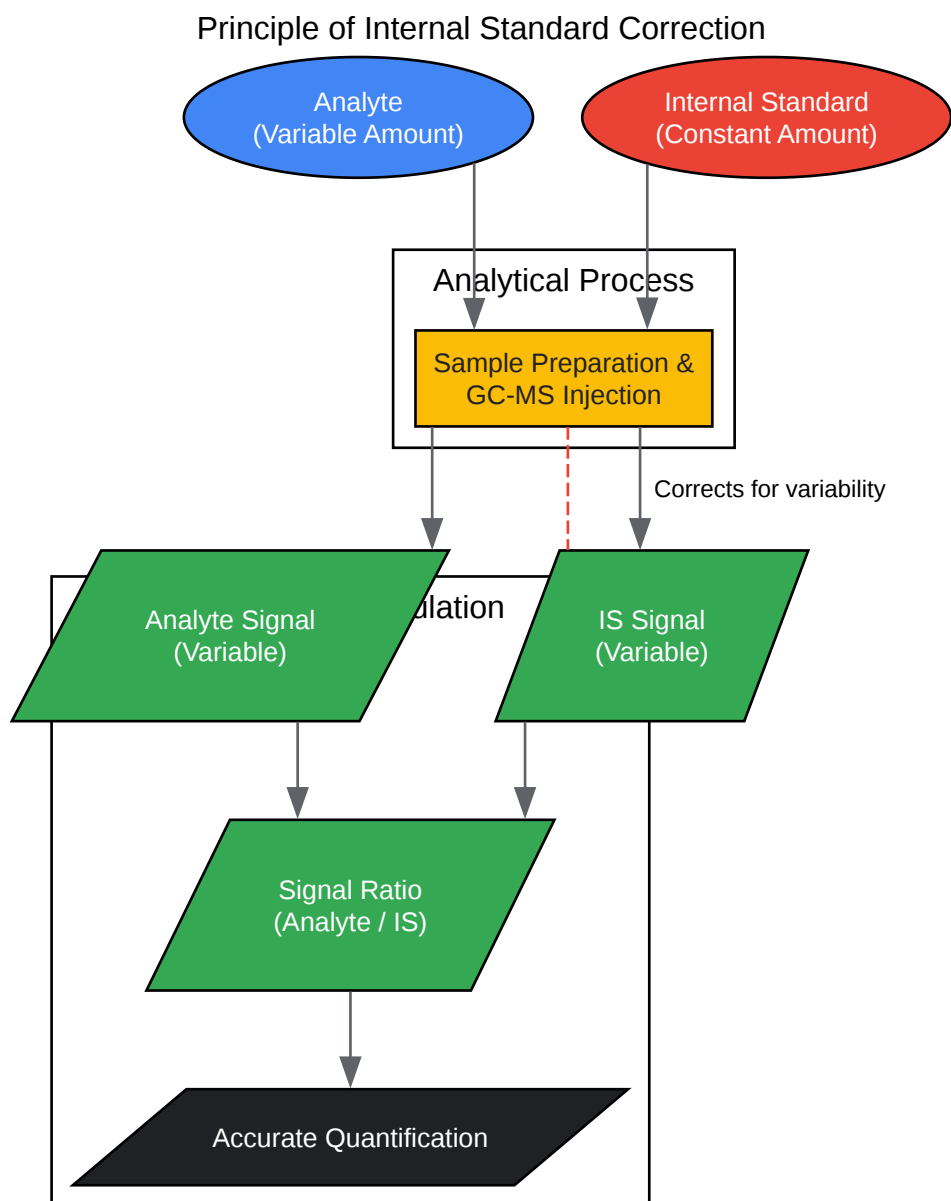 Principle of Internal Standard Correction
Analyte
(Variable Amount)
Internal Standard
(Constant Amount)
Analytical Process
Sample Preparation &
GC-MS Injection
Corrects for variability
Analyte Signal
(Variable)
IS Signal
(Variable)
Signal Ratio
(Analyte / IS)
Accurate Quantification